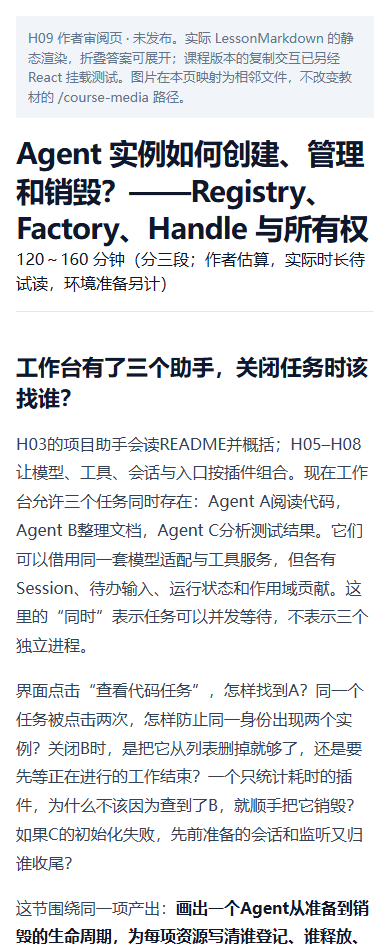 H09 作者审阅页 · 未发布。实际 LessonMarkdown 的静
态渲染，折叠答案可展开；课程版本的复制交互已另经
React 挂载测试。图片在本页映射为相邻文件，不改变教
材的 /course-media 路径。
Agent 实例如何创建、管理
和销毁？——Registry、
Factory、Handle 与所有权
120～160 分钟（分三段；作者估算，实际时长待
试读，环境准备另计）
工作台有了三个助手，关闭任务时该
找谁？
H03的项目助手会读README并概括；H05–H08
让模型、工具、会话与入口按插件组合。现在工作
台允许三个任务同时存在：Agent A阅读代码，
Agent B整理文档，Agent C分析测试结果。它们
可以借用同一套模型适配与工具服务，但各有
Session、待办输入、运行状态和作用域贡献。这
里的“同时”表示任务可以并发等待，不表示三个
独立进程。
界面点击“查看代码任务”，怎样找到A？同一个
任务被点击两次，怎样防止同一身份出现两个实
例？关闭B时，是把它从列表删掉就够了，还是要
先等正在进行的工作结束？一个只统计耗时的插
件，为什么不该因为查到了B，就顺手把它销毁？
如果C的初始化失败，先前准备的会话和监听又归
谁收尾？
这节围绕同一项产出：画出一个Agent从准备到销
毁的生命周期，为每项资源写清谁登记、谁释放、